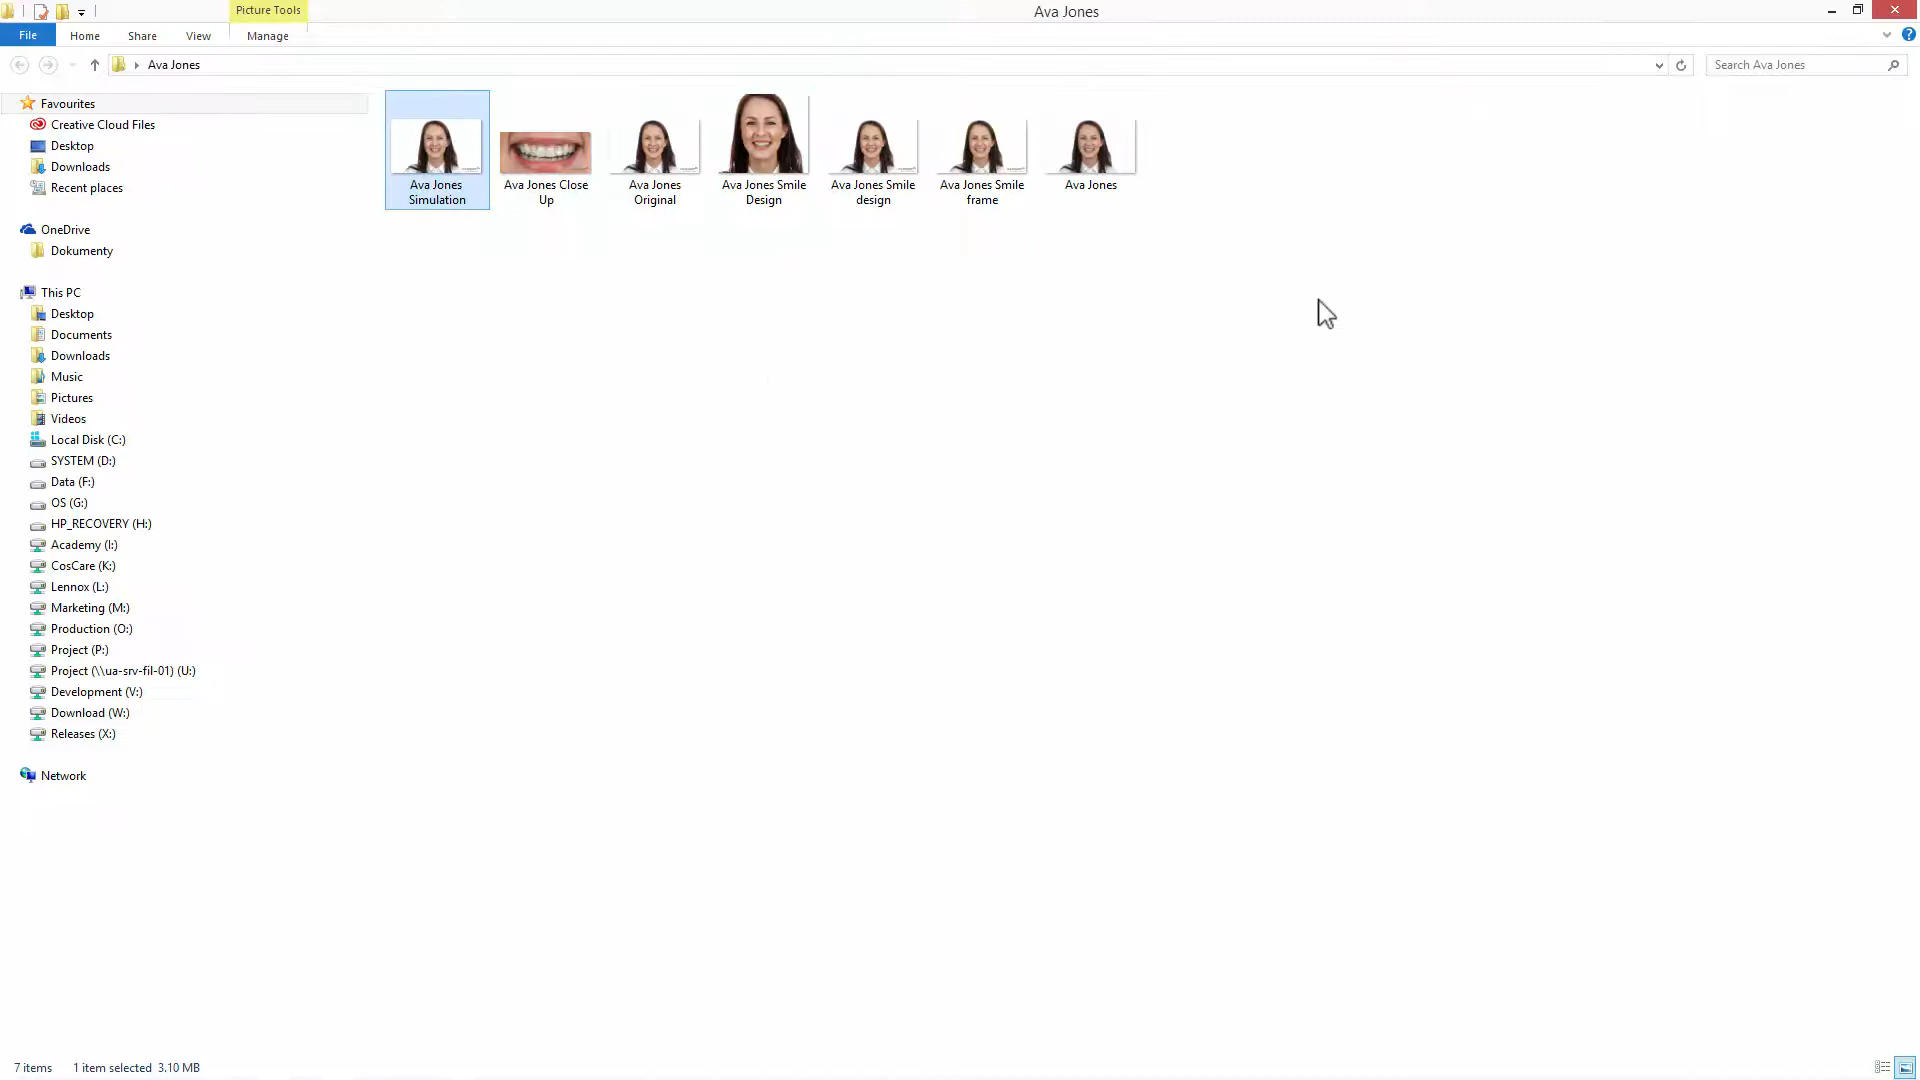 Picture Tools
Ava Jones
File
Home
Share
View
Manage
Ava Jones
Search Ava Jones
Favourites
Creative Cloud Files
Desktop
Downloads
Recent places
OneDrive
Dokumenty
This PC
Desktop
Documents
Downloads
Music
Pictures
Videos
Local Disk (C:)
SYSTEM (D:)
Data (F:)
OS (G:)
HP_RECOVERY (H:)
Academy (I:)
CosCare (K:)
Lennox (L:)
Marketing (M:)
Production (O:)
Project (P:)
Project (\\ua-srv-fil-01) (U:)
Development (V:)
Download (W:)
Releases (X:)
Network
Ava Jones
Simulation
Ava Jones Close
Up
Ava Jones
Original
Ava Jones Smile
Design
Ava Jones Smile
design
Ava Jones Smile
frame
Ava Jones
7 items
1 item selected 3.10 MB